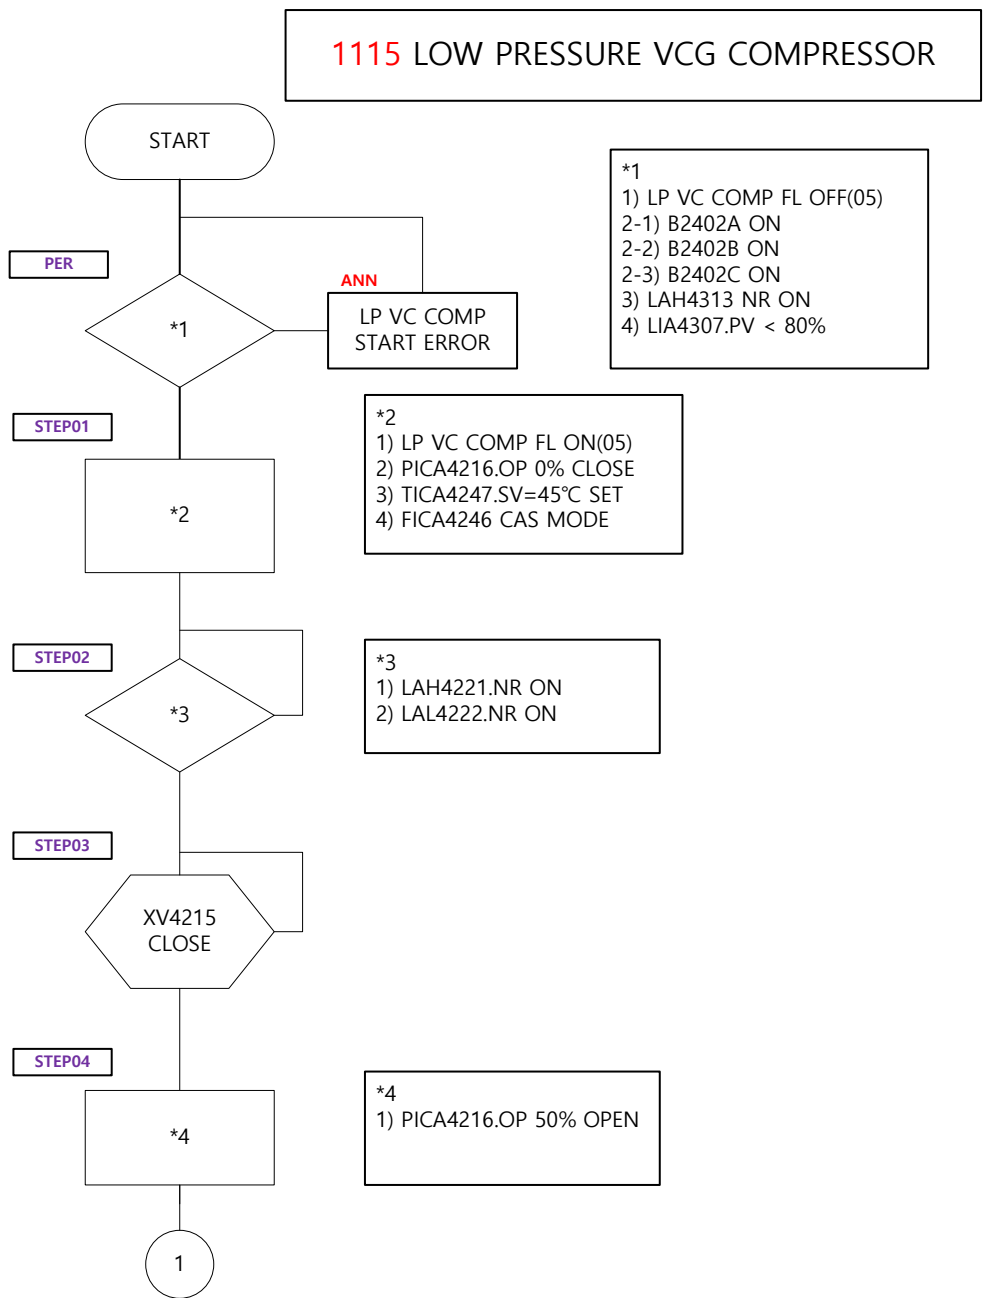 1115 LOW PRESSURE VCG COMPRESSOR
START
*1
1) LP VC COMP FL OFF(05)
2-1) B2402A ON
2-2) B2402B ON
2-3) B2402C ON
3) LAH4313 NR ON
4) LIA4307.PV < 80%
PER
ANN
*1
LP VC COMP
START ERROR
STEP01
*2
*2
1) LP VC COMP FL ON(05)
2) PICA4216.OP 0% CLOSE
3) TICA4247.SV=45℃ SET
4) FICA4246 CAS MODE
STEP02
*3
*3
1) LAH4221.NR ON
2) LAL4222.NR ON
STEP03
XV4215
CLOSE
STEP04
*4
*4
1) PICA4216.OP 50% OPEN
1